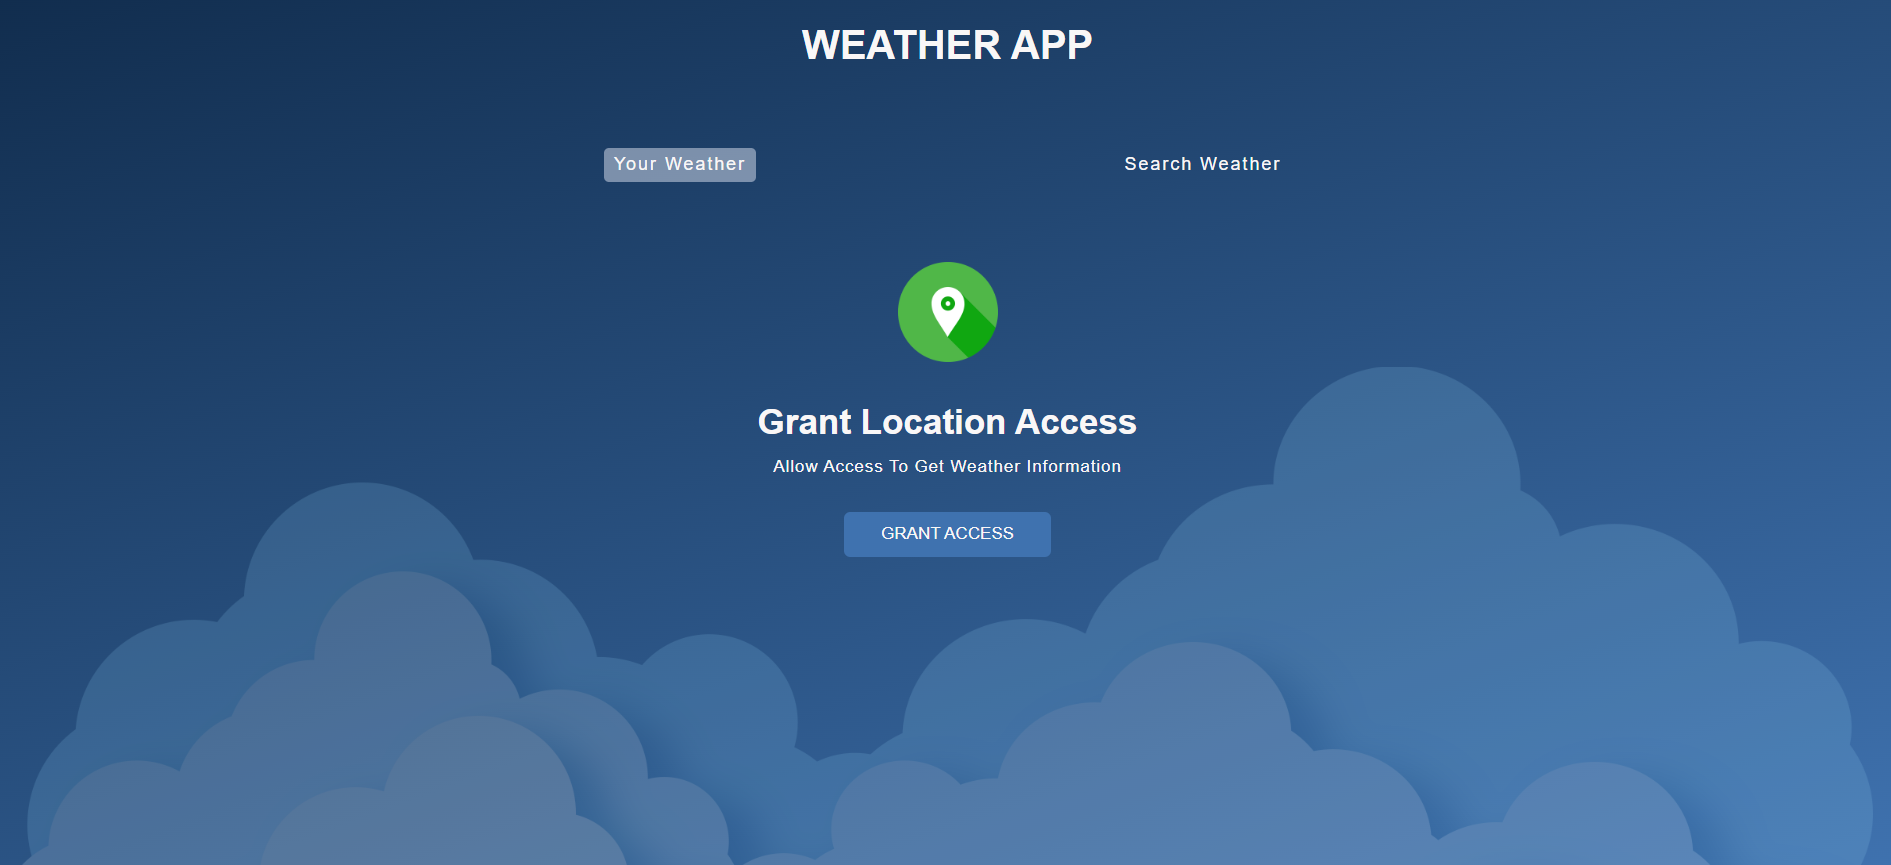 WEATHER APP
Your Weather
Search Weather
Grant Location Access
Allow Access To Get Weather Information
GRANT ACCESS